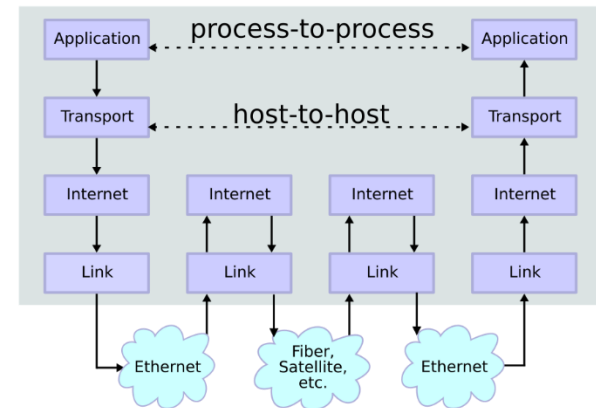 Application
process-to-process
Application
Transport
host-to-host
Transport
Internet
Internet
Internet
Internet
Link
Link
Link
Link
Ethernet
Fiber,
Satellite,
etc.
Ethernet